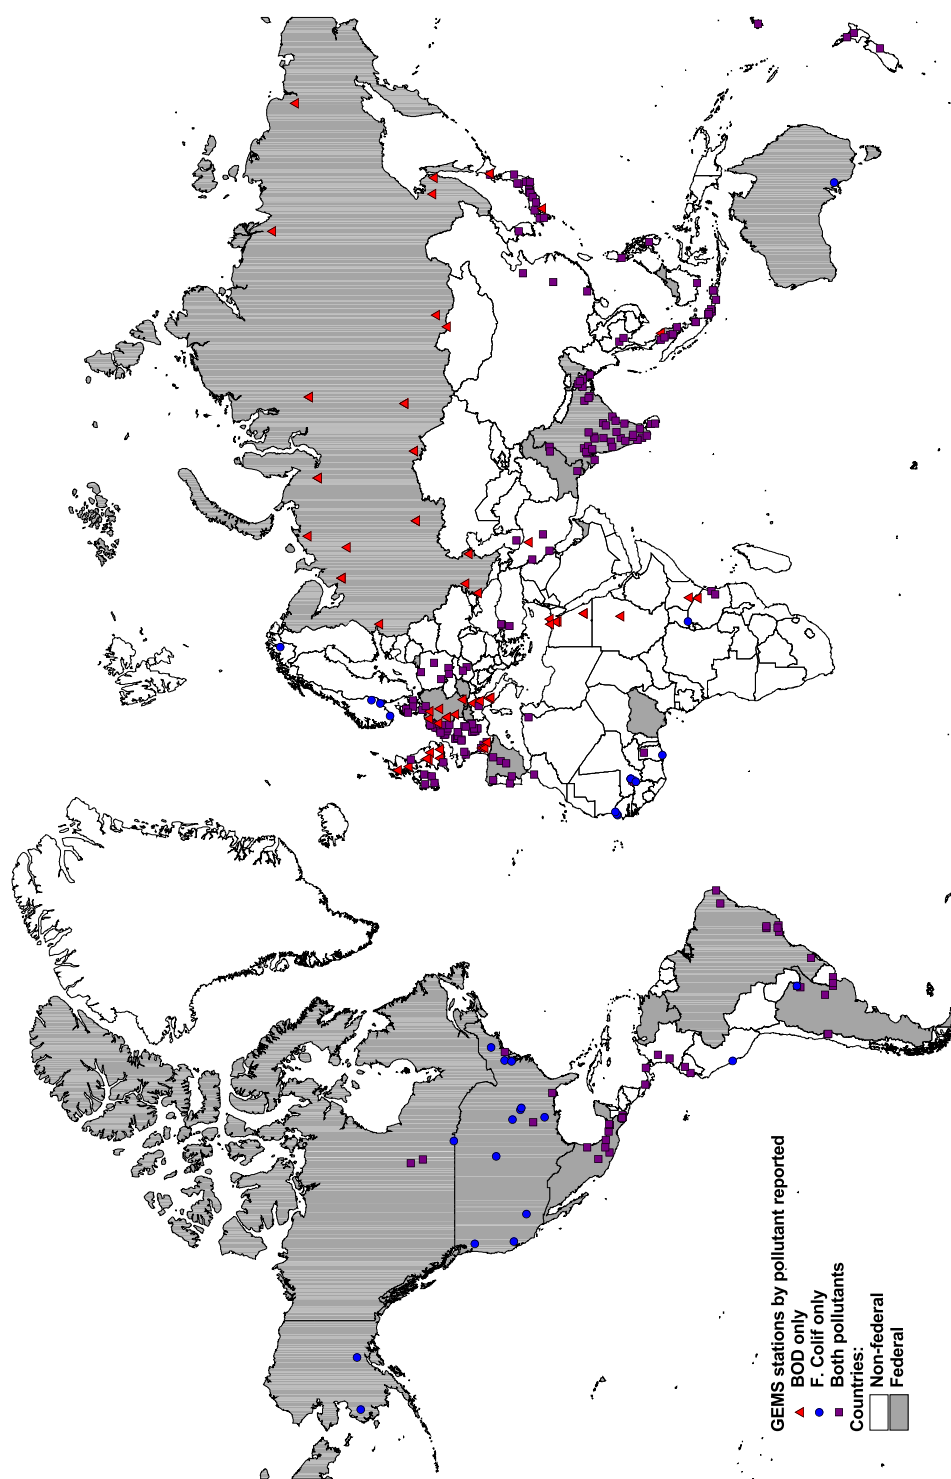 GEMS stations by pollutant reported
BOD only
F. Colif only
Both pollutants
Countries:
Non-federal
Federal